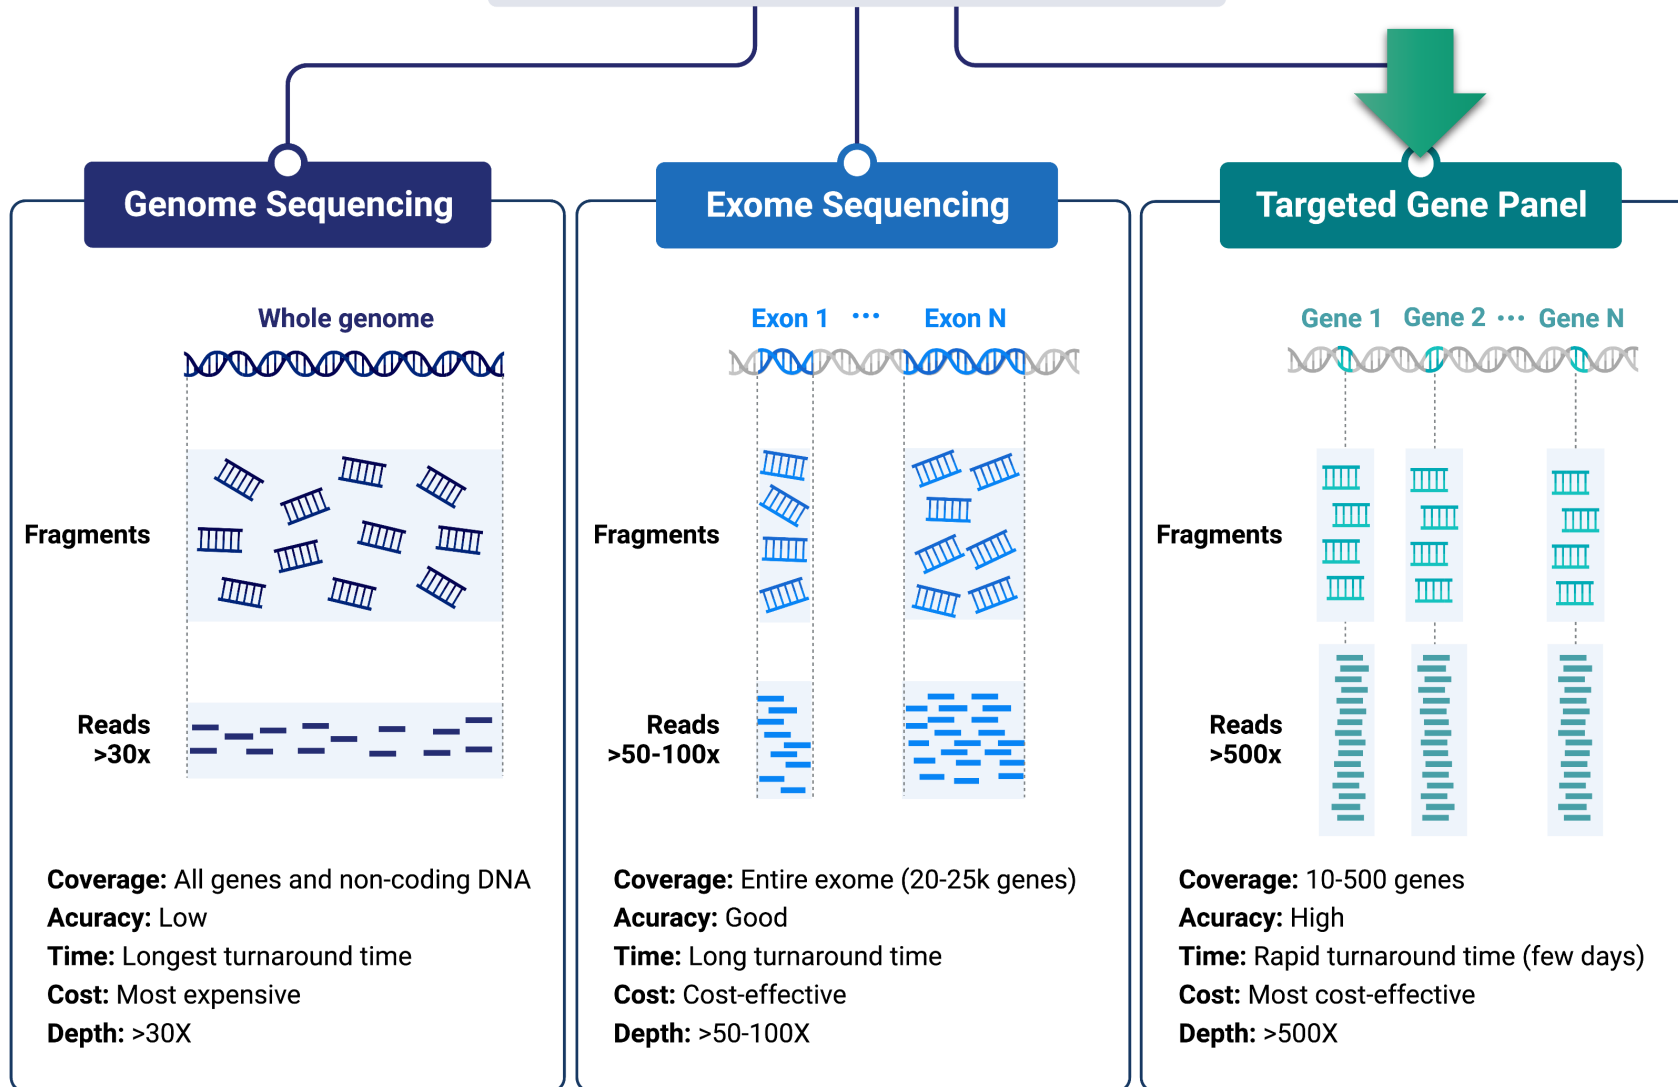 Genome Sequencing
Whole genome
Fragments
Reads
>30x
Coverage: All genes and non-coding DNA
Acuracy: Low
Time: Longest turnaround time
Cost: Most expensive
Depth: >30X
Exome Sequencing
Exon 1 ... Exon N
Fragments
Reads
>50-100x
Coverage: Entire exome (20-25k genes)
Acuracy: Good
Time: Long turnaround time
Cost: Cost-effective
Depth: >50-100X
Targeted Gene Panel
Gene 1 Gene 2 ... Gene N
Fragments
Reads
>500x
Coverage: 10-500 genes
Acuracy: High
Time: Rapid turnaround time (few days)
Cost: Most cost-effective
Depth: >500X